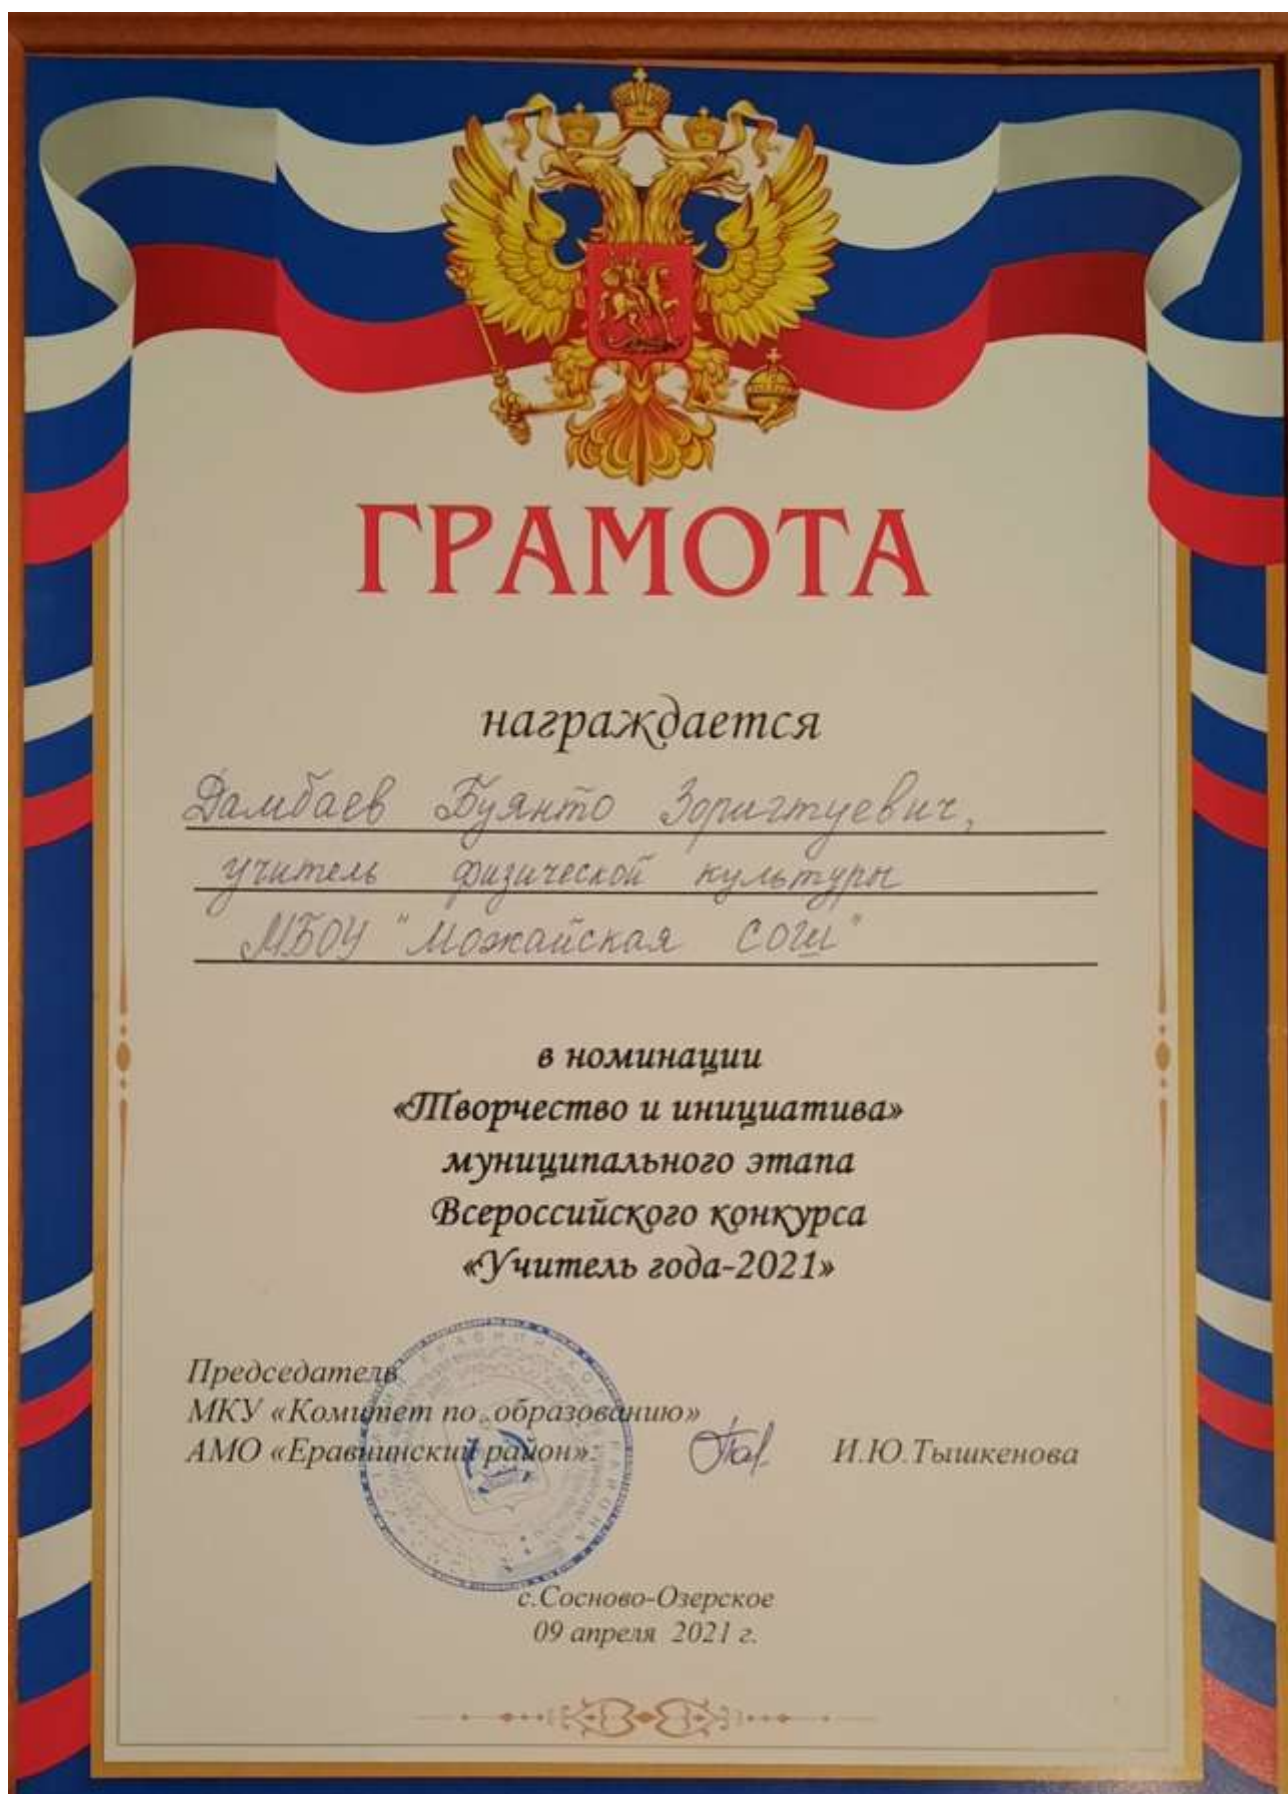 ГРАМОТА
награждается
Дамбаев Буянто Зоригтуевич,
учитель физической культуры
МБОУ "Можайская СОШ"
в номинации
«Творчество и инициатива»
муниципального этапа
Всероссийского конкурса
«Учитель года-2021»
Председатель
МКУ «Комитет по образованию»
АМО «Еравнинский район»: И.Ю.Тышкенова
с.Сосново-Озерское
09 апреля 2021 г.